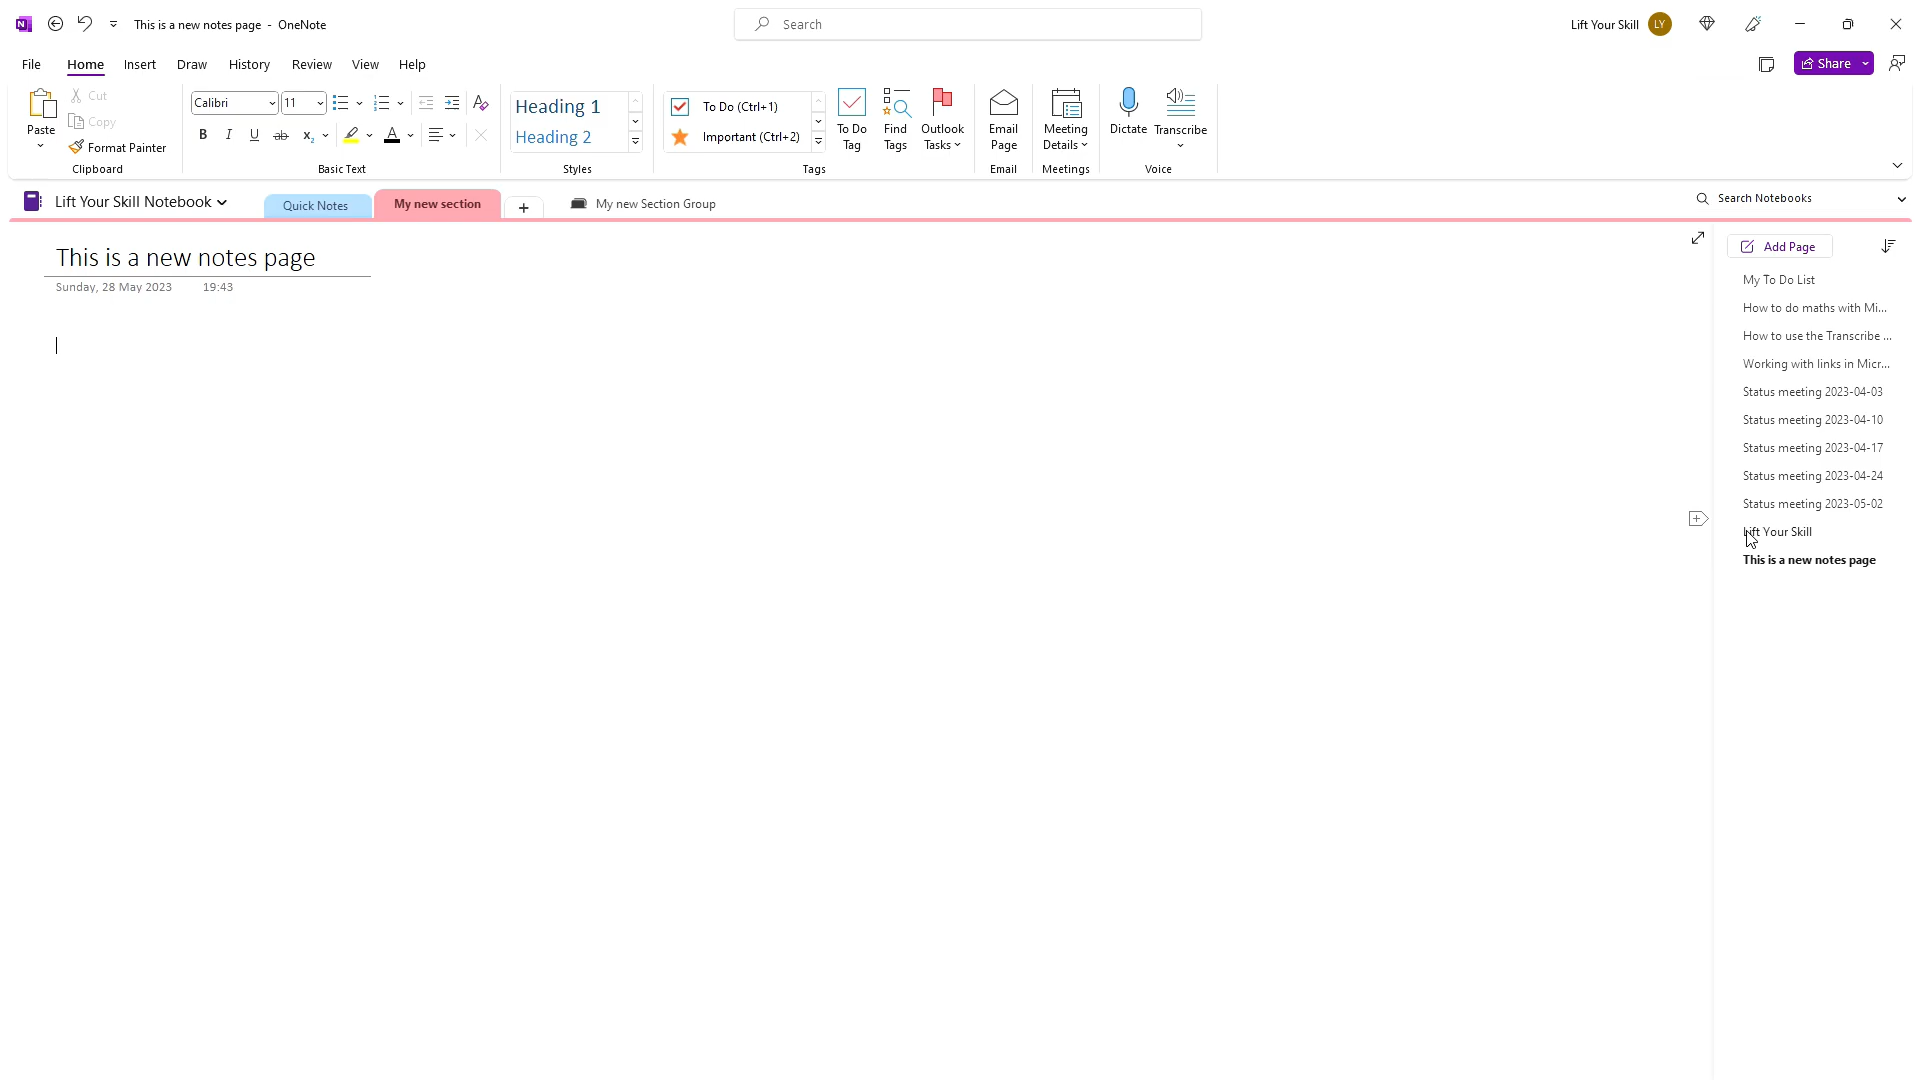 This is a new notes page - OneNote
Search
Lift Your Skill LY
File Home Insert Draw History Review View Help
Share
Paste
Cut
Copy
Format Painter
Clipboard
Calibri 11
Basic Text
Heading 1
Heading 2
Styles
To Do (Ctrl+1)
Important (Ctrl+2)
To Do
Tag
Find
Tags
Outlook
Tasks
Tags
Email
Page
Email
Meeting
Details
Meetings
Dictate
Transcribe
Voice
Lift Your Skill Notebook
Quick Notes
My new section
My new Section Group
Search Notebooks
This is a new notes page
Sunday, 28 May 2023 19:43
Add Page
My To Do List
How to do maths with Mi...
How to use the Transcribe ...
Working with links in Micr...
Status meeting 2023-04-03
Status meeting 2023-04-10
Status meeting 2023-04-17
Status meeting 2023-04-24
Status meeting 2023-05-02
Lift Your Skill
This is a new notes page